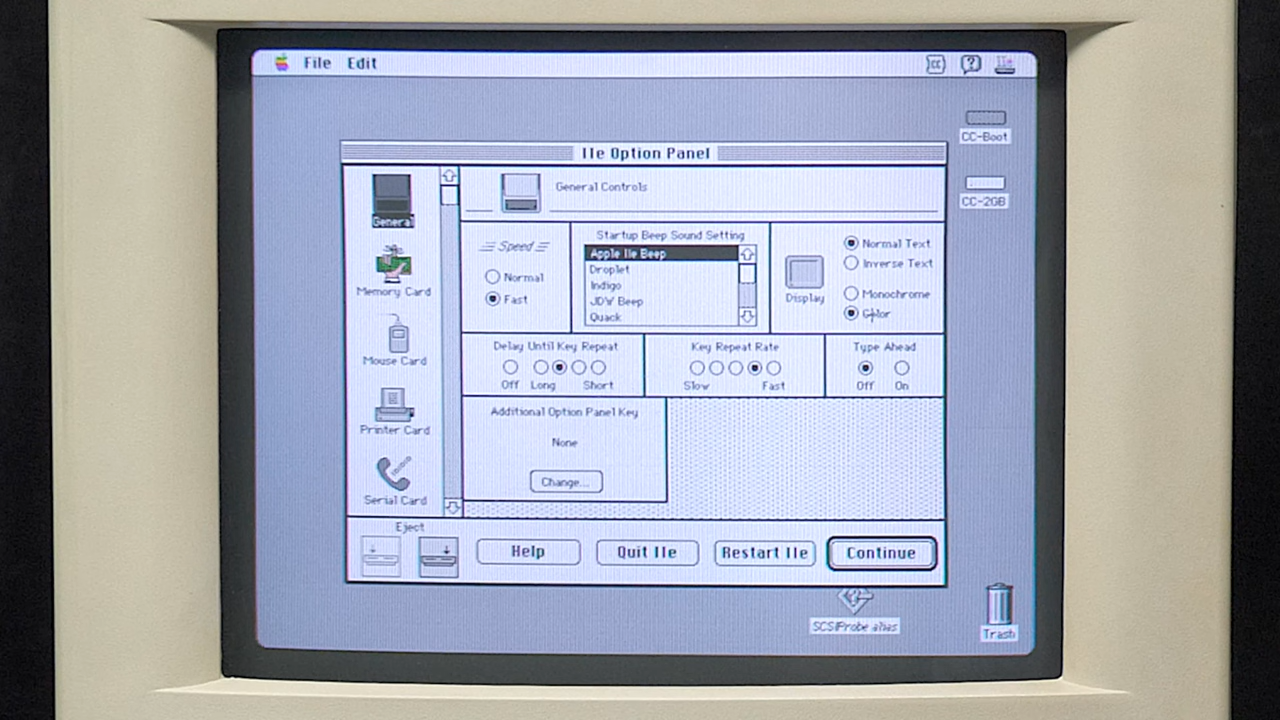 File Edit
CC
?
IIe
CC-Boot
CC-2GB
IIe Option Panel
General
Memory Card
Mouse Card
Printer Card
Serial Card
General Controls
Speed
Normal
Fast
Startup Beep Sound Setting
Apple IIe Beep
Droplet
Indigo
JDW Beep
Quack
Display
Normal Text
Inverse Text
Monochrome
Color
Delay Until Key Repeat
Off Long Short
Key Repeat Rate
Slow Fast
Type Ahead
Off On
Additional Option Panel Key
None
Change...
Eject
Help Quit IIe Restart IIe Continue
SCSIProbe alias
Trash